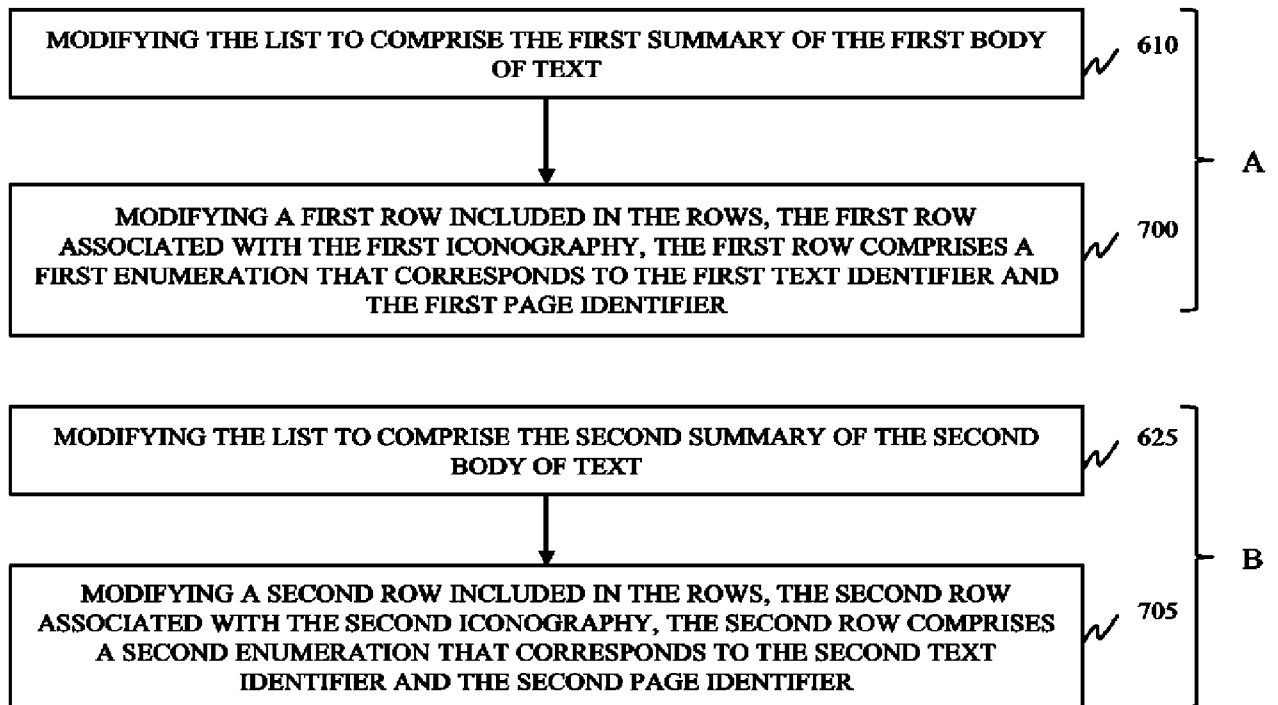 MODIFYING THE LIST TO COMPRISE THE FIRST SUMMARY OF THE FIRST BODY
OF TEXT
610
A
MODIFYING A FIRST ROW INCLUDED IN THE ROWS, THE FIRST ROW
ASSOCIATED WITH THE FIRST ICONOGRAPHY, THE FIRST ROW COMPRISES A
FIRST ENUMERATION THAT CORRESPONDS TO THE FIRST TEXT IDENTIFIER AND
THE FIRST PAGE IDENTIFIER
700
MODIFYING THE LIST TO COMPRISE THE SECOND SUMMARY OF THE SECOND
BODY OF TEXT
625
B
MODIFYING A SECOND ROW INCLUDED IN THE ROWS, THE SECOND ROW
ASSOCIATED WITH THE SECOND ICONOGRAPHY, THE SECOND ROW COMPRISES
A SECOND ENUMERATION THAT CORRESPONDS TO THE SECOND TEXT
IDENTIFIER AND THE SECOND PAGE IDENTIFIER
705